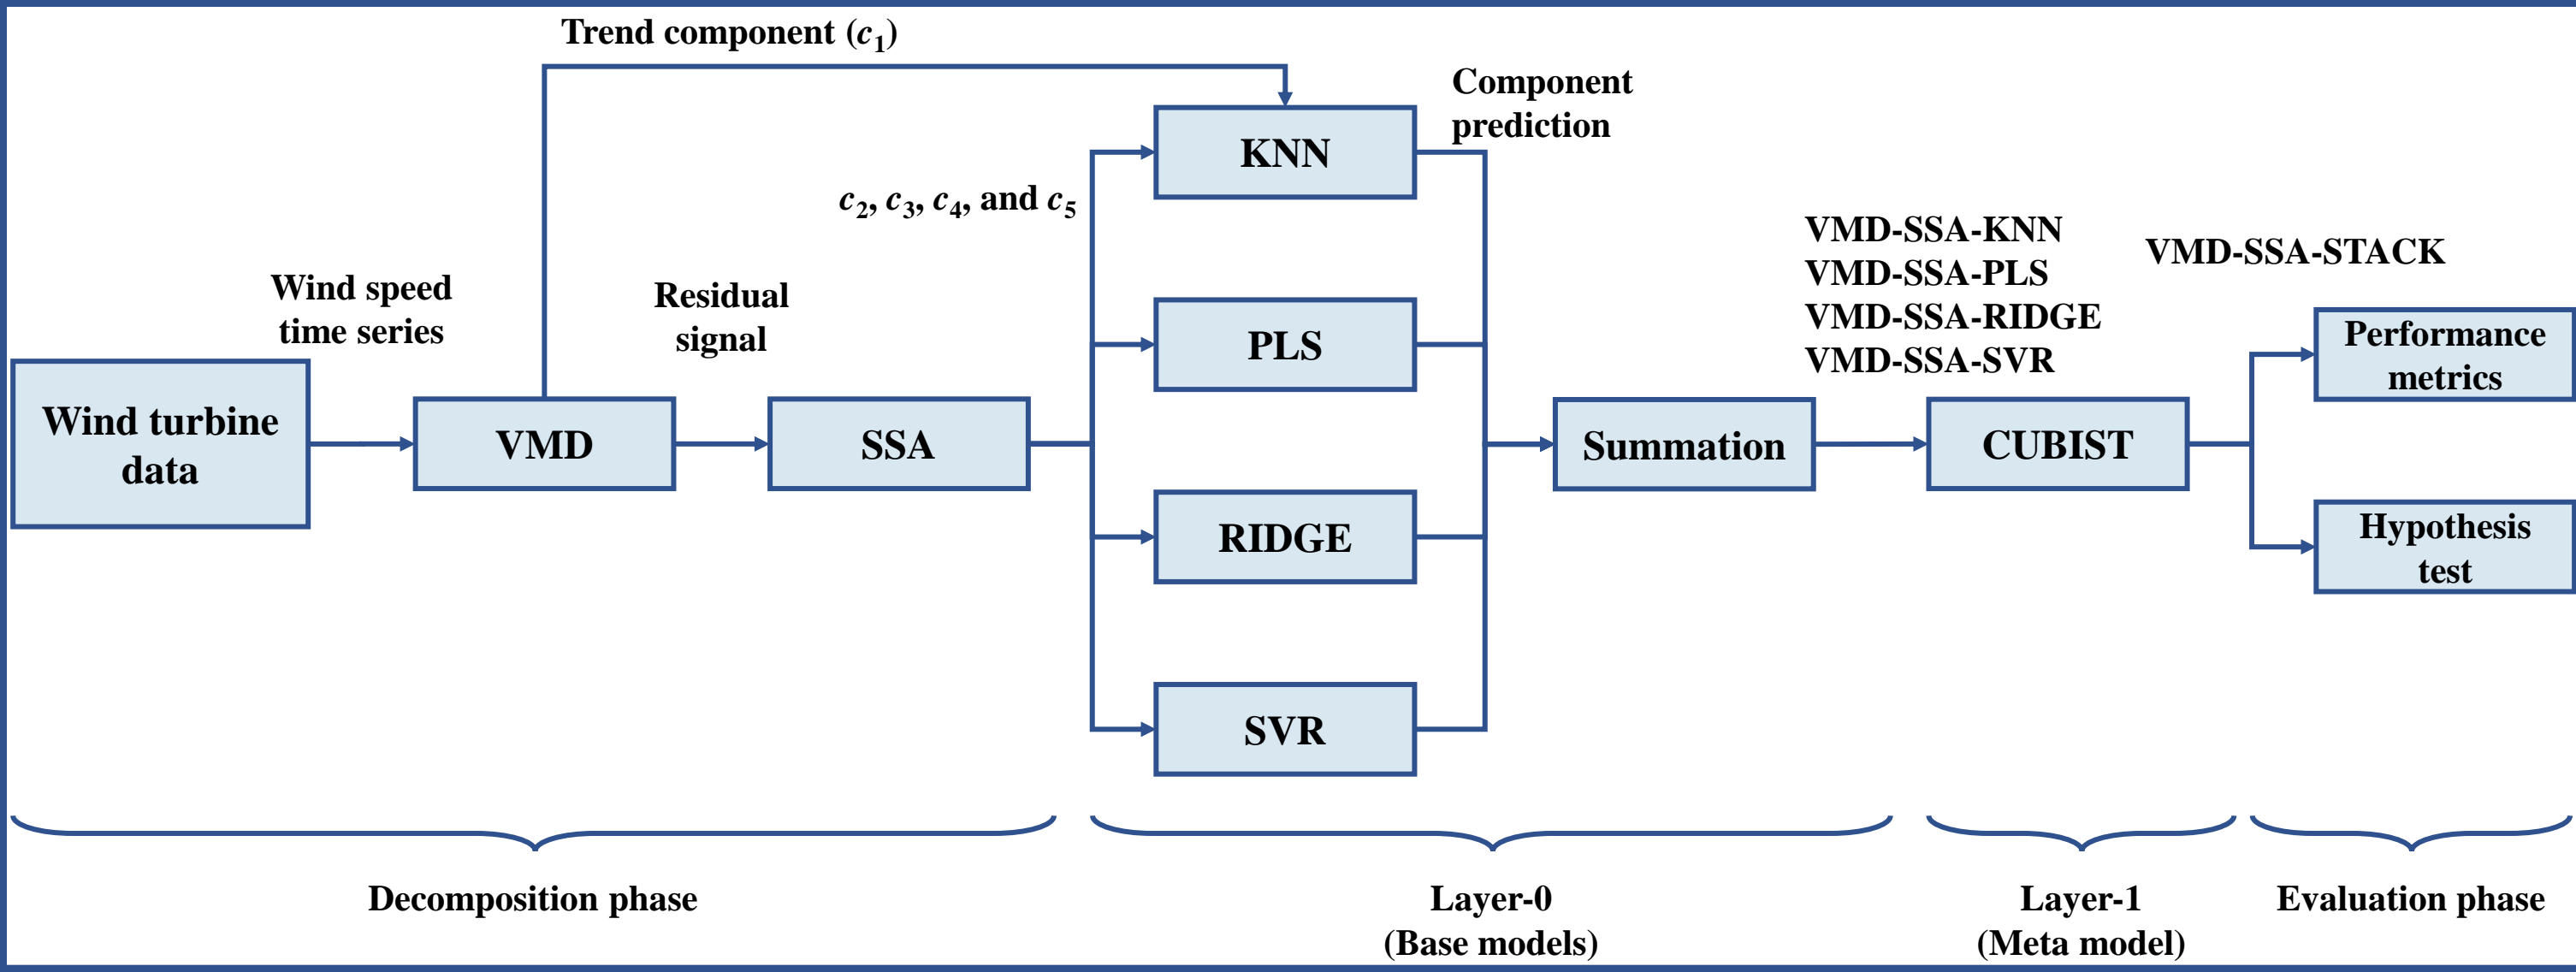 Trend component (c1)
Component
prediction
KNN
c2, c3, c4, and c5
VMD-SSA-KNN
VMD-SSA-PLS
VMD-SSA-RIDGE
VMD-SSA-SVR
VMD-SSA-STACK
Wind speed
time series
Residual
signal
PLS
Performance
metrics
Wind turbine
data
VMD
SSA
Summation
CUBIST
RIDGE
Hypothesis
test
SVR
Decomposition phase
Layer-0
(Base models)
Layer-1
(Meta model)
Evaluation phase